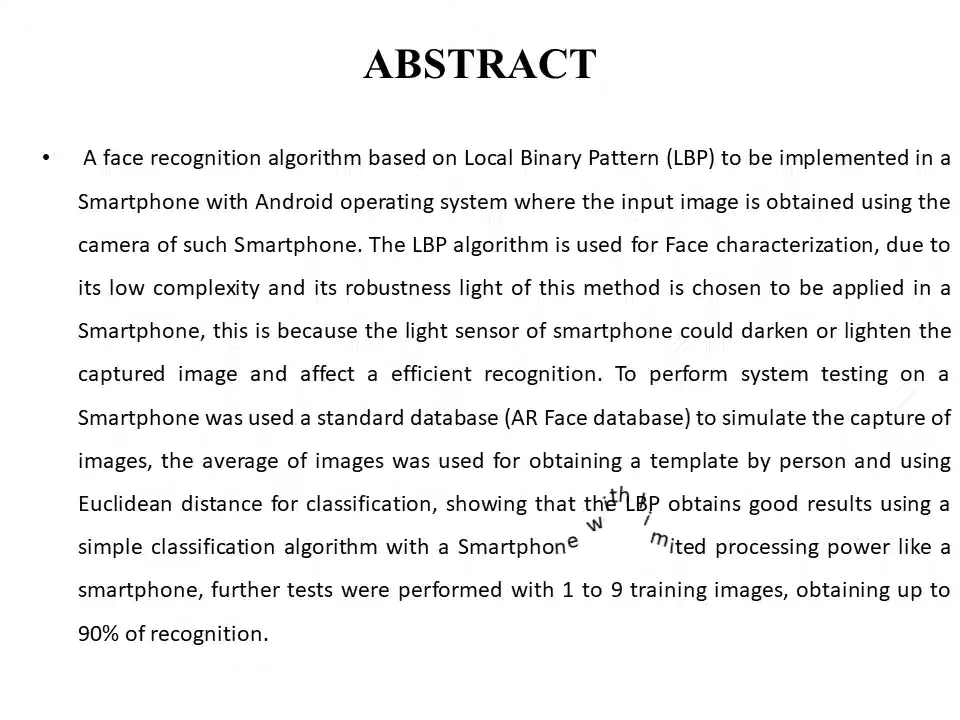 ABSTRACT
• A face recognition algorithm based on Local Binary Pattern (LBP) to be implemented in a
Smartphone with Android operating system where the input image is obtained using the
camera of such Smartphone. The LBP algorithm is used for Face characterization, due to
its low complexity and its robustness light of this method is chosen to be applied in a
Smartphone, this is because the light sensor of smartphone could darken or lighten the
captured image and affect a efficient recognition. To perform system testing on a
Smartphone was used a standard database (AR Face database) to simulate the capture of
images, the average of images was used for obtaining a template by person and using
Euclidean distance for classification, showing that the LBP obtains good results using a
simple classification algorithm with a Smartphone with limited processing power like a
smartphone, further tests were performed with 1 to 9 training images, obtaining up to
90% of recognition.